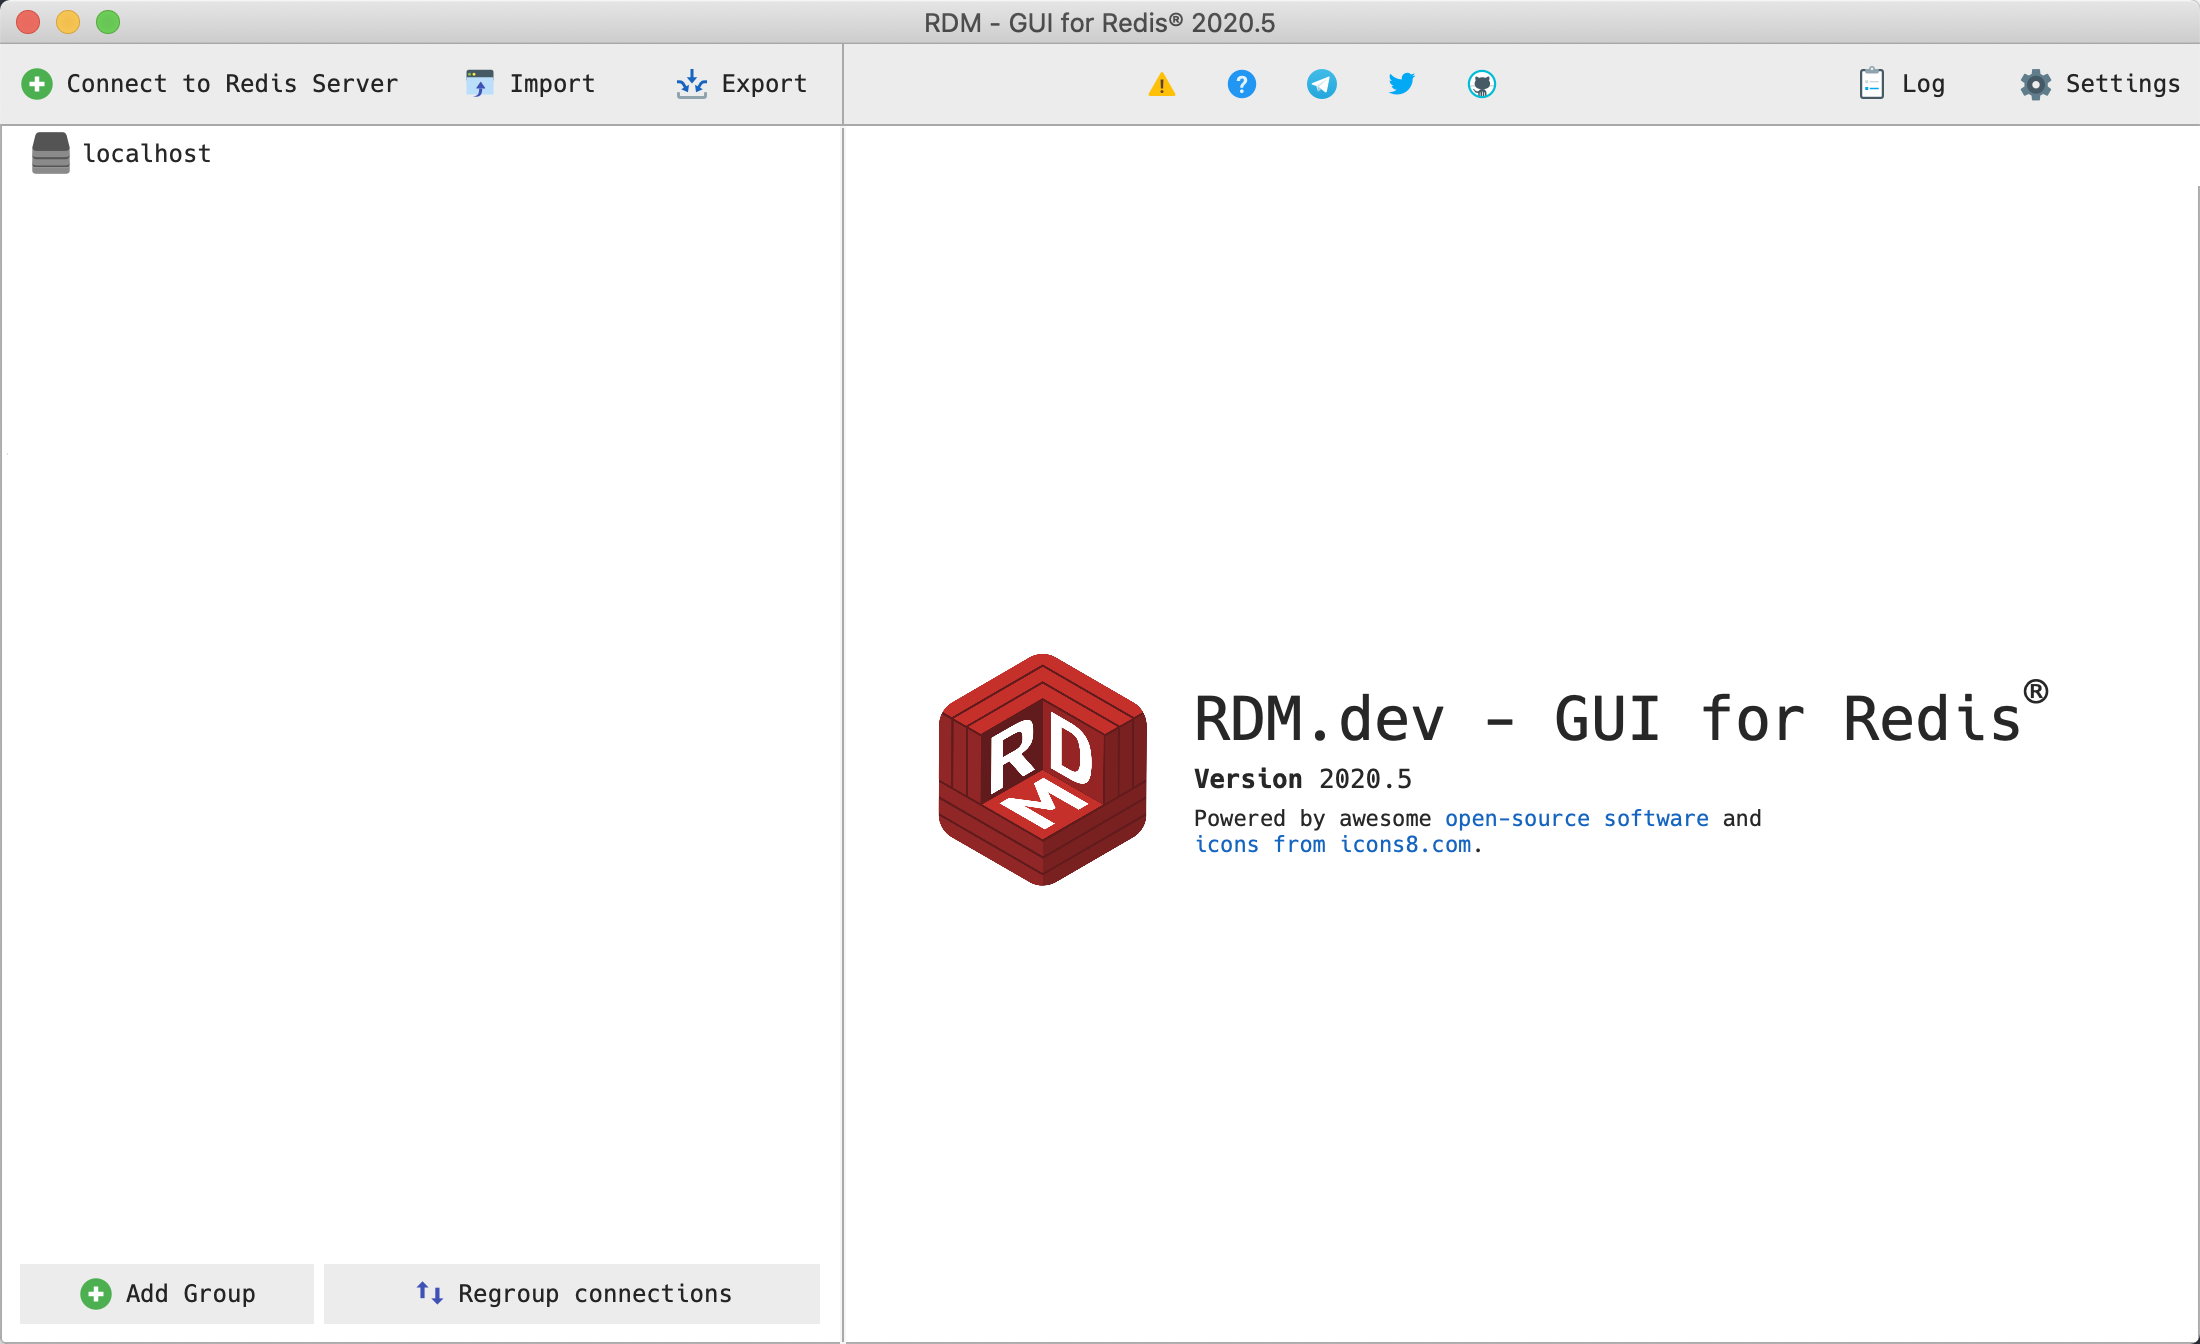 RDM - GUI for Redis® 2020.5
Connect to Redis Server Import Export Log Settings
localhost
RDM
RDM.dev - GUI for Redis®
Version 2020.5
Powered by awesome open-source software and
icons from icons8.com.
Add Group Regroup connections